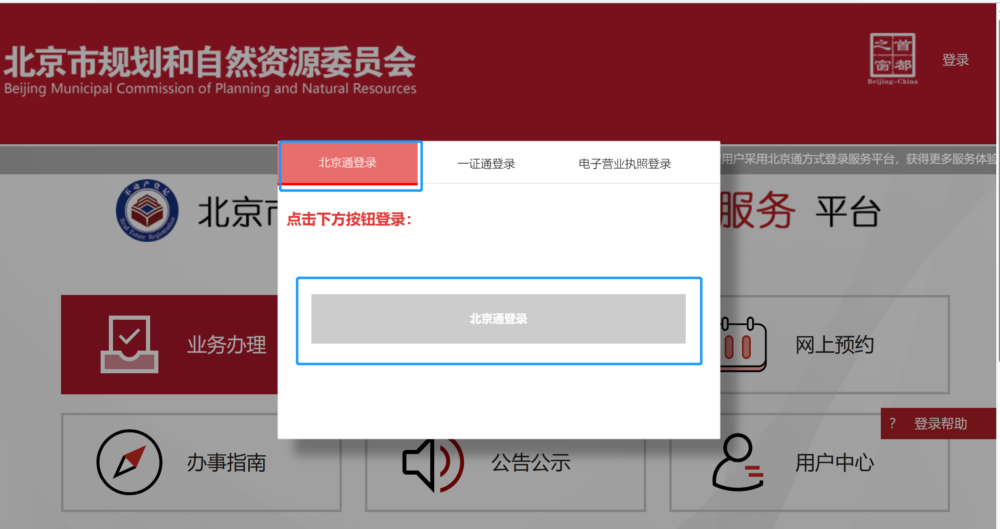 北京市规划和自然资源委员会
Beijing Municipal Commission of Planning and Natural Resources
首都之窗
Beijing-China
登录
北京通登录
一证通登录
电子营业执照登录
用户采用北京通方式登录服务平台，获得更多服务体验
不动产登记
Real Estate Registration
北京市
服务 平台
点击下方按钮登录：
北京通登录
业务办理
网上预约
? 登录帮助
办事指南
公告公示
用户中心